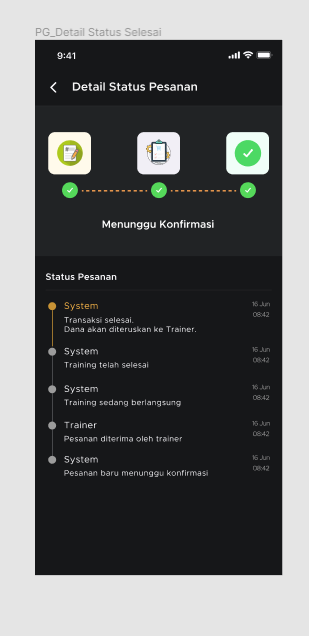 PG_Detail Status Selesai
9:41
Detail Status Pesanan
Menunggu Konfirmasi
Status Pesanan
System
16 Jun
Transaksi selesai.
08:42
Dana akan diteruskan ke Trainer.
System
16 Jun
Training telah selesai
08:42
System
16 Jun
Training sedang berlangsung
08:42
Trainer
16 Jun
Pesanan diterima oleh trainer
08:42
System
16 Jun
Pesanan baru menunggu konfirmasi
08:42